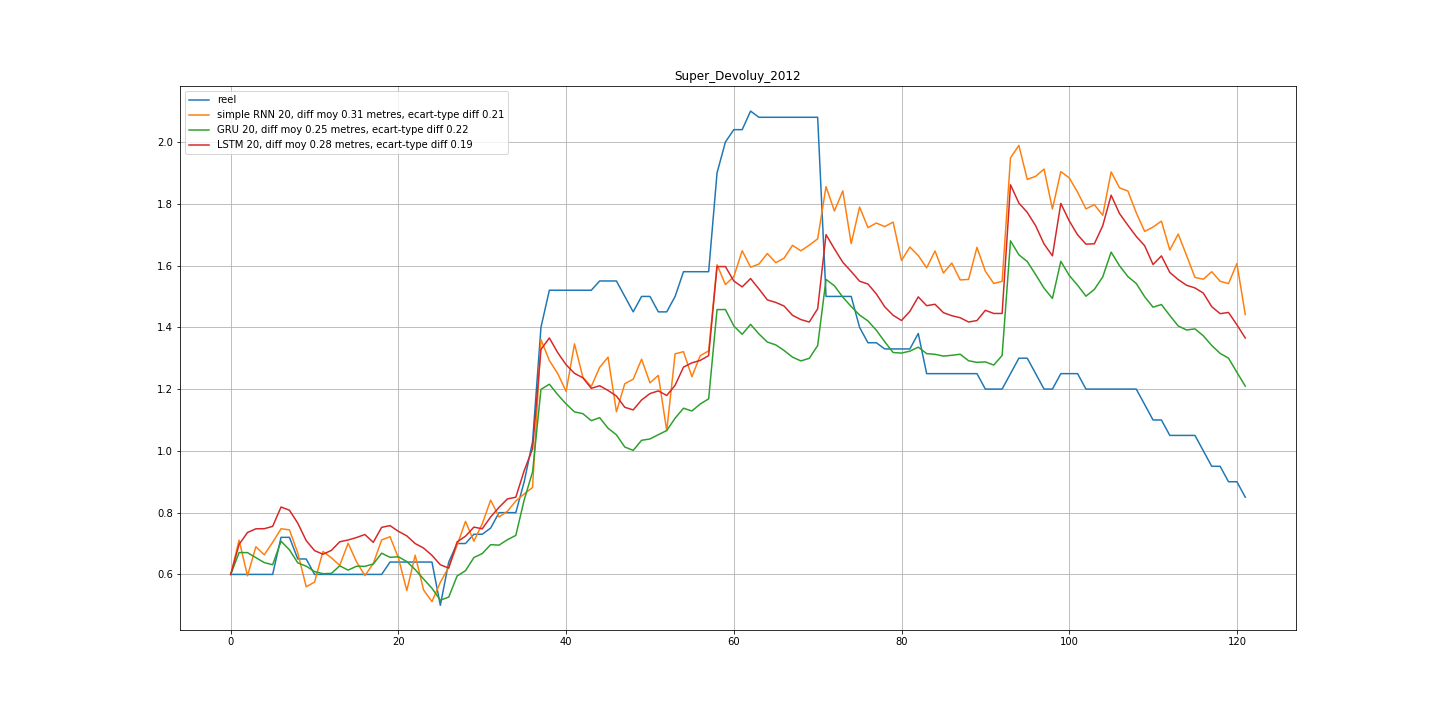 Super_Devoluy_2012
reel
simple RNN 20, diff moy 0.31 metres, ecart-type diff 0.21
GRU 20, diff moy 0.25 metres, ecart-type diff 0.22
LSTM 20, diff moy 0.28 metres, ecart-type diff 0.19
2.0
1.8
1.6
1.4
1.2
1.0
0.8
0.6
0 20 40 60 80 100 120